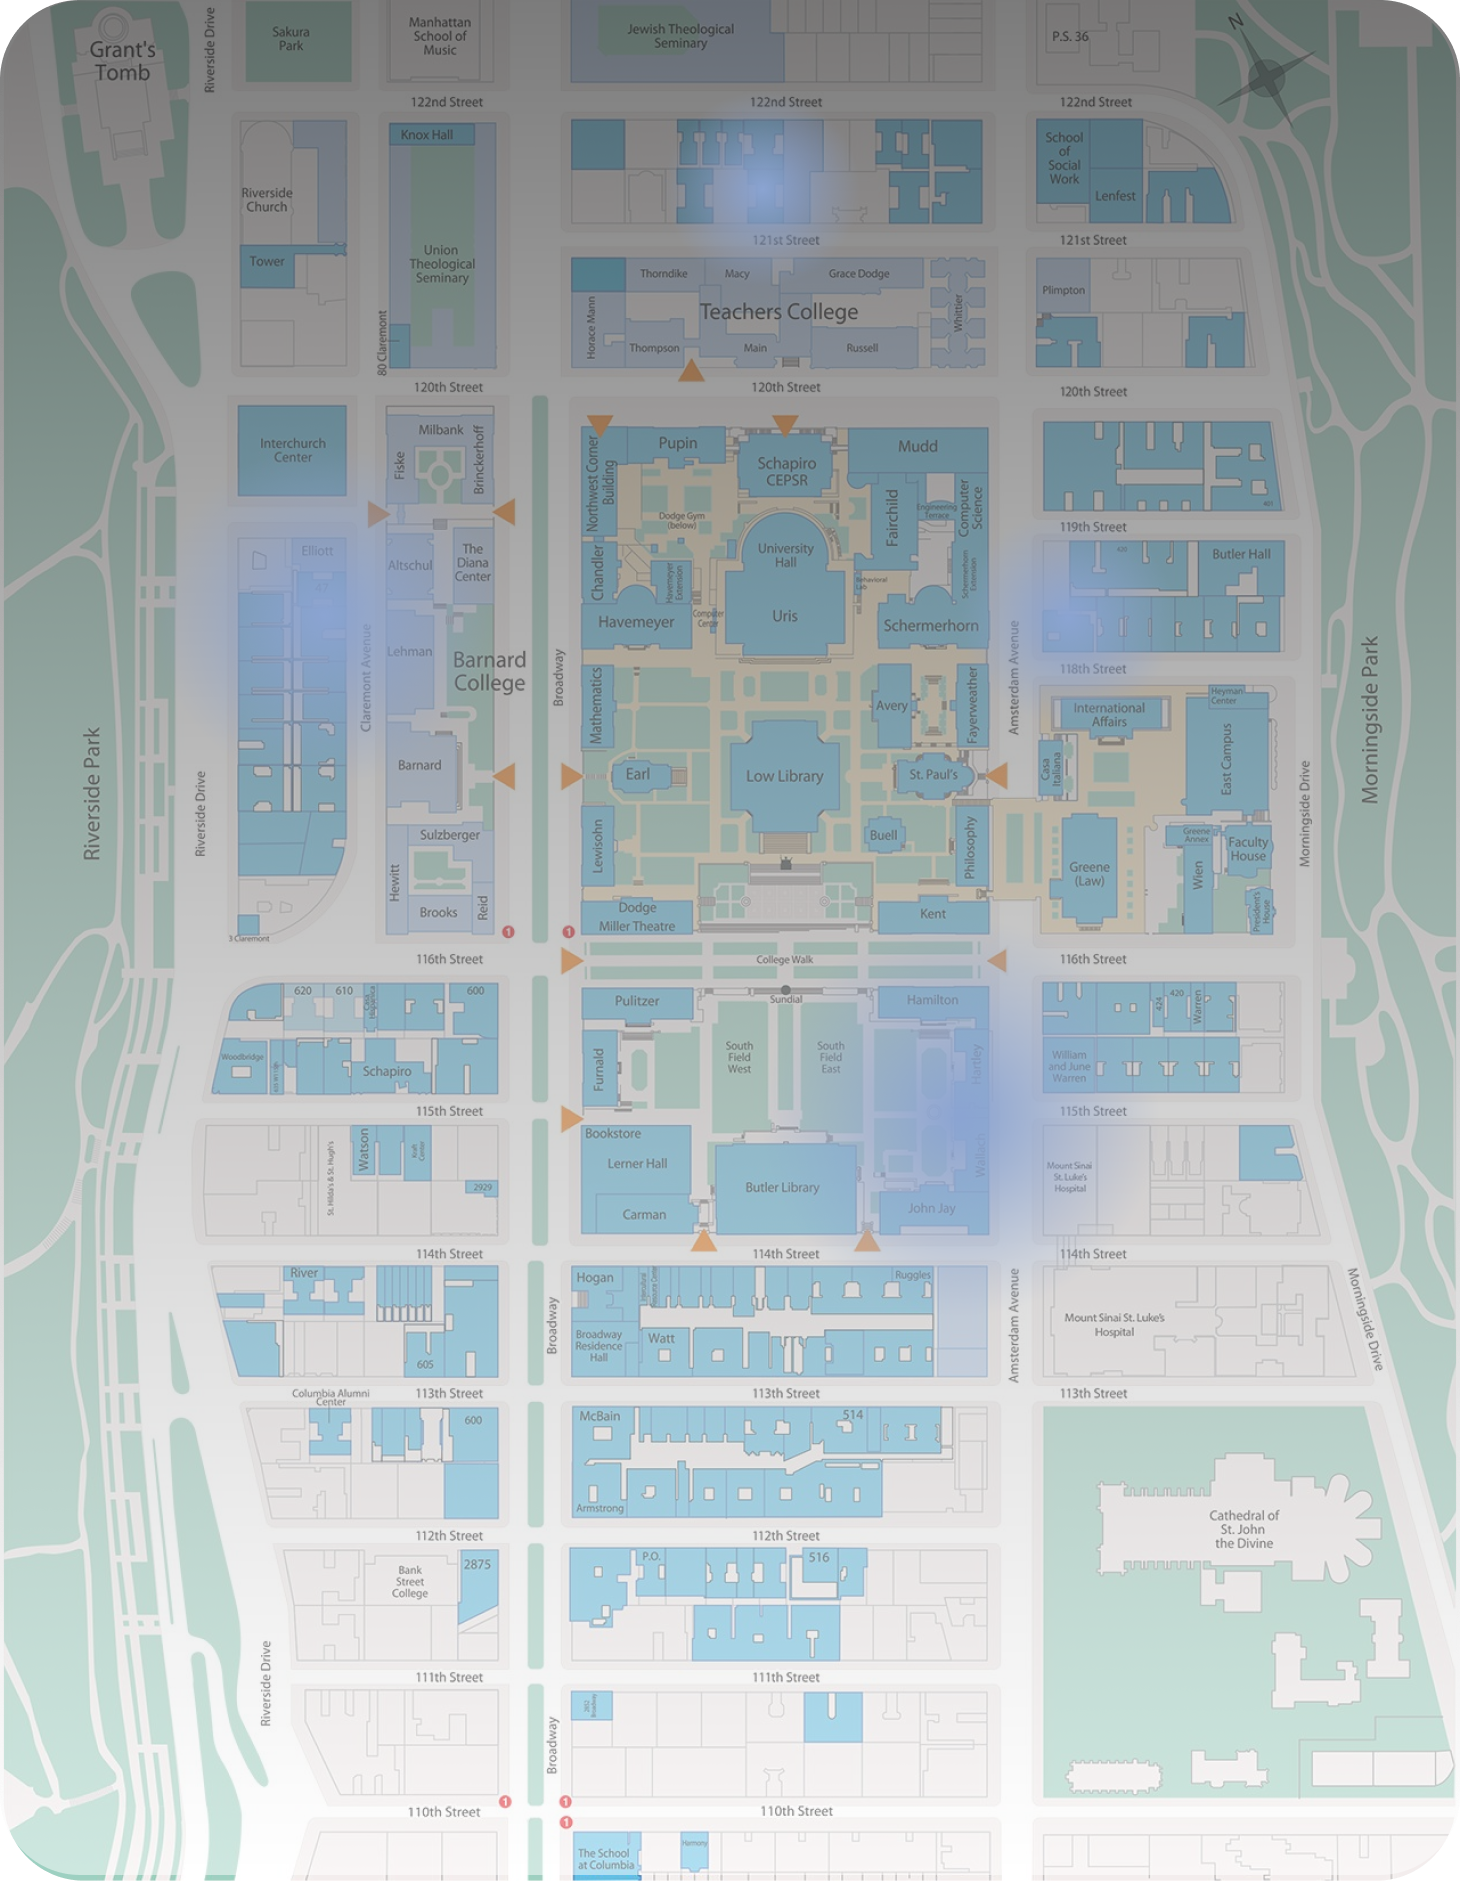 Grant's
Tomb
Riverside Drive
Sakura
Park
Manhattan
School of
Music
Jewish Theological
Seminary
P.S. 36
N
122nd Street
122nd Street
122nd Street
Knox Hall
Riverside
Church
Tower
Union
Theological
Seminary
80 Claremont
School
of
Social
Work
Lenfest
121st Street
121st Street
Thorndike
Macy
Grace Dodge
Teachers College
Horace Mann
Thompson
Main
Russell
Whittier
Plimpton
120th Street
120th Street
120th Street
Interchurch
Center
Milbank
Fiske
Brinckerhoff
Northwest Corner
Building
Pupin
Schapiro
CEPSR
Mudd
Dodge Gym
(below)
Fairchild
Engineering
Terrace
Computer
Science
119th Street
Elliott
Altschul
The
Diana
Center
Chandler
Havemeyer
Extension
University
Hall
Uris
Behavioral
Lab
Schermerhorn
Extension
Havemeyer
Computer
Center
Schermerhorn
Butler Hall
430
118th Street
Claremont Avenue
Lehman
Barnard
College
Broadway
Amsterdam Avenue
Morningside Park
Riverside Park
Riverside Drive
Mathematics
Avery
Fayerweather
International
Affairs
Heyman
Center
Barnard
Earl
Low Library
St. Paul's
Casa
Italiana
East Campus
Morningside Drive
Sulzberger
Lewisohn
Buell
Philosophy
Greene
(Law)
Greene
Annex
Wien
Faculty
House
President's
House
Hewitt
Brooks
Reid
Dodge
Miller Theatre
Kent
3 Claremont
1
1
116th Street
College Walk
116th Street
620
610
Casa
Hispanica
600
Pulitzer
Sundial
Hamilton
424
420
Warren
Woodbridge
Schapiro
Furnald
South
Field
West
South
Field
East
Hartley
William
and June
Warren
115th Street
115th Street
St. Hilda's & St. Hugh's
Watson
Kraft
Center
2929
Bookstore
Lerner Hall
Carman
Butler Library
Wallach
John Jay
Mount Sinai
St. Luke's
Hospital
114th Street
114th Street
114th Street
River
605
Hogan
Intercultural
Resource Center
Ruggles
Broadway
Residence
Hall
Watt
Broadway
Amsterdam Avenue
Mount Sinai St. Luke's
Hospital
Morningside Drive
113th Street
113th Street
113th Street
Columbia Alumni
Center
600
McBain
514
Armstrong
Cathedral of
St. John
the Divine
112th Street
112th Street
Bank
Street
College
2875
P.O.
516
111th Street
111th Street
Riverside Drive
Broadway
2852
Broadway
1
1
110th Street
110th Street
1
The School
at Columbia
Harmony